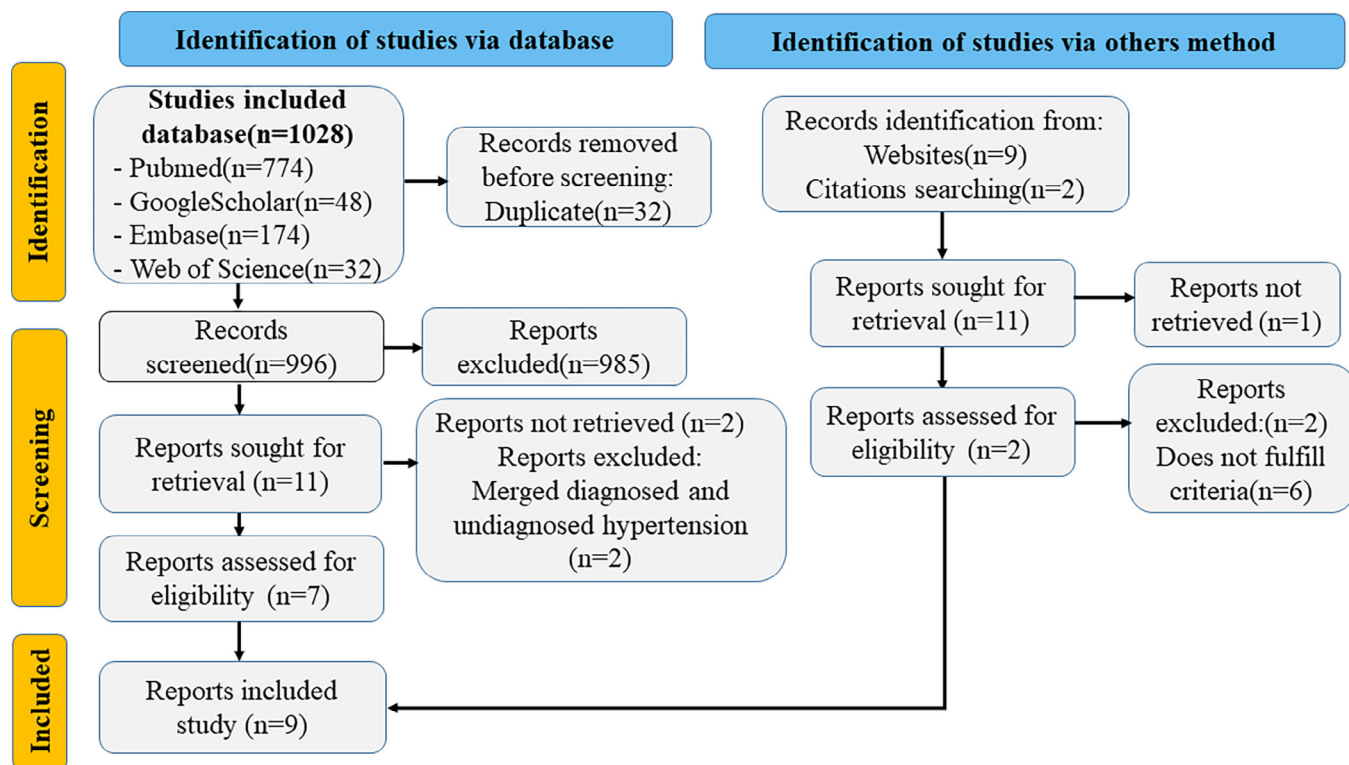 Identification of studies via database
Identification of studies via others method
Identification
Studies included
database(n=1028)
- Pubmed(n=774)
- GoogleScholar(n=48)
- Embase(n=174)
- Web of Science(n=32)
Records removed
before screening:
Duplicate(n=32)
Records identification from:
Websites(n=9)
Citations searching(n=2)
Reports sought for
retrieval (n=11)
Reports not
retrieved (n=1)
Screening
Records
screened(n=996)
Reports
excluded(n=985)
Reports sought for
retrieval (n=11)
Reports not retrieved (n=2)
Reports excluded:
Merged diagnosed and
undiagnosed hypertension
(n=2)
Reports assessed for
eligibility (n=2)
Reports
excluded:(n=2)
Does not fulfill
criteria(n=6)
Reports assessed for
eligibility (n=7)
Included
Reports included
study (n=9)